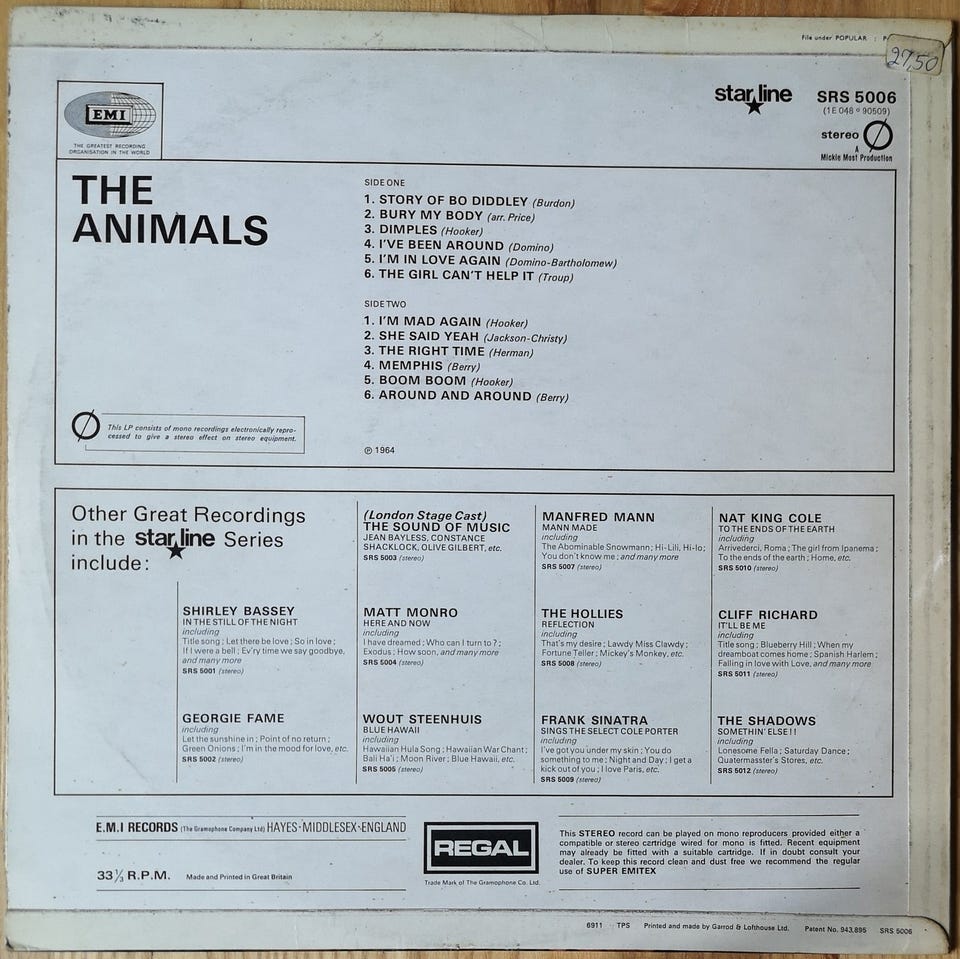 File under POPULAR :
27,50
EMI
THE GREATEST RECORDING
ORGANISATION IN THE WORLD
star line SRS 5006
(1E 048 o 90509)
stereo
A
Mickie Most Production
THE
ANIMALS
SIDE ONE
1. STORY OF BO DIDDLEY (Burdon)
2. BURY MY BODY (arr. Price)
3. DIMPLES (Hooker)
4. I'VE BEEN AROUND (Domino)
5. I'M IN LOVE AGAIN (Domino-Bartholomew)
6. THE GIRL CAN'T HELP IT (Troup)
SIDE TWO
1. I'M MAD AGAIN (Hooker)
2. SHE SAID YEAH (Jackson-Christy)
3. THE RIGHT TIME (Herman)
4. MEMPHIS (Berry)
5. BOOM BOOM (Hooker)
6. AROUND AND AROUND (Berry)
This LP consists of mono recordings electronically repro-
cessed to give a stereo effect on stereo equipment.
℗ 1964
Other Great Recordings
in the star line Series
include:
SHIRLEY BASSEY
IN THE STILL OF THE NIGHT
including
Title song ; Let there be love ; So in love ;
If I were a bell ; Ev'ry time we say goodbye,
and many more
SRS 5001 (stereo)
GEORGIE FAME
including
Let the sunshine in ; Point of no return ;
Green Onions ; I'm in the mood for love, etc.
SRS 5002 (stereo)
(London Stage Cast)
THE SOUND OF MUSIC
JEAN BAYLESS, CONSTANCE
SHACKLOCK, OLIVE GILBERT, etc.
SRS 5003 (stereo)
MATT MONRO
HERE AND NOW
including
I have dreamed ; Who can I turn to ? ;
Exodus ; How soon, and many more
SRS 5004 (stereo)
WOUT STEENHUIS
BLUE HAWAII
including
Hawaiian Hula Song ; Hawaiian War Chant ;
Bali Ha'i ; Moon River ; Blue Hawaii, etc.
SRS 5005 (stereo)
MANFRED MANN
MANN MADE
including
The Abominable Snowmann ; Hi-Lili, Hi-lo ;
You don't know me ; and many more
SRS 5007 (stereo)
THE HOLLIES
REFLECTION
including
That's my desire ; Lawdy Miss Clawdy ;
Fortune Teller ; Mickey's Monkey, etc.
SRS 5008 (stereo)
FRANK SINATRA
SINGS THE SELECT COLE PORTER
including
I've got you under my skin ; You do
something to me ; Night and Day ; I get a
kick out of you ; I love Paris, etc.
SRS 5009 (stereo)
NAT KING COLE
TO THE ENDS OF THE EARTH
including
Arrivederci, Roma ; The girl from Ipanema ;
To the ends of the earth ; Home, etc.
SRS 5010 (stereo)
CLIFF RICHARD
IT'LL BE ME
including
Title song ; Blueberry Hill ; When my
dreamboat comes home ; Spanish Harlem ;
Falling in love with Love, and many more
SRS 5011 (stereo)
THE SHADOWS
SOMETHIN' ELSE ! !
including
Lonesome Fella ; Saturday Dance ;
Quatermasster's Stores, etc.
SRS 5012 (stereo)
E.M.I RECORDS (The Gramophone Company Ltd) HAYES·MIDDLESEX·ENGLAND
33⅓ R.P.M. Made and Printed in Great Britain
REGAL
Trade Mark of The Gramophone Co. Ltd.
This STEREO record can be played on mono reproducers provided either a
compatible or stereo cartridge wired for mono is fitted. Recent equipment
may already be fitted with a suitable cartridge. If in doubt consult your
dealer. To keep this record clean and dust free we recommend the regular
use of SUPER EMITEX
6911 TPS Printed and made by Garrod & Lofthouse Ltd. Patent No. 943,895 SRS 5006